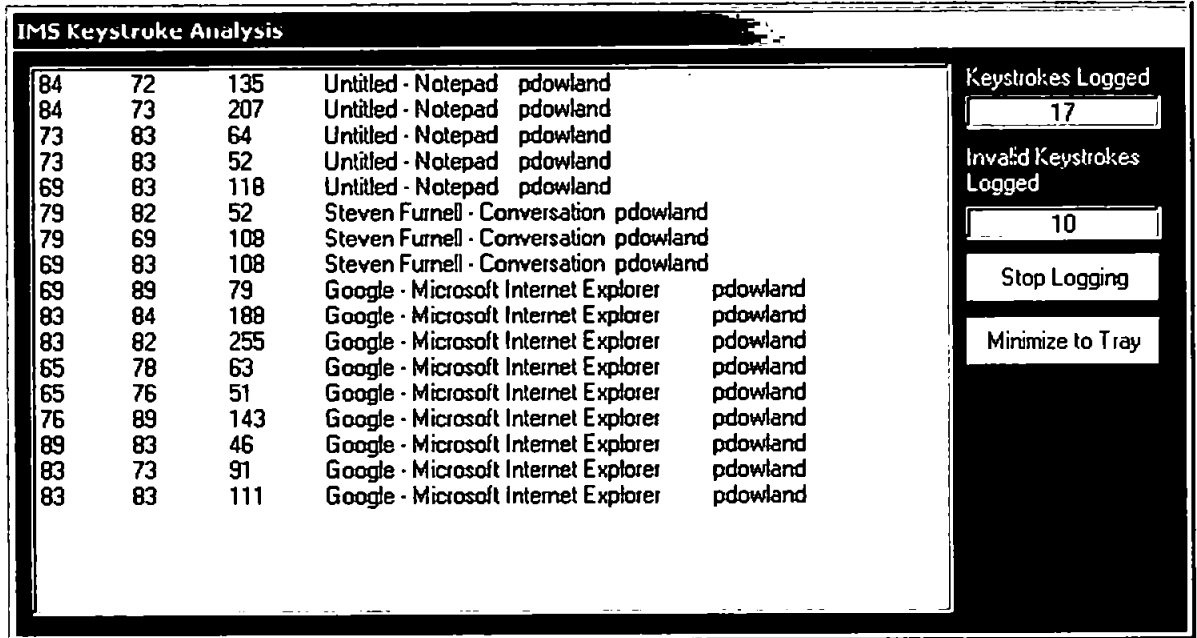 IMS Keystroke Analysis
84 72 135 Untitled - Notepad pdowland
84 73 207 Untitled - Notepad pdowland
73 83 64 Untitled - Notepad pdowland
73 83 52 Untitled - Notepad pdowland
69 83 118 Untitled - Notepad pdowland
79 82 52 Steven Furnell - Conversation pdowland
79 69 108 Steven Furnell - Conversation pdowland
69 83 108 Steven Furnell - Conversation pdowland
69 89 79 Google - Microsoft Internet Explorer pdowland
83 84 188 Google - Microsoft Internet Explorer pdowland
83 82 255 Google - Microsoft Internet Explorer pdowland
65 78 63 Google - Microsoft Internet Explorer pdowland
65 76 51 Google - Microsoft Internet Explorer pdowland
76 89 143 Google - Microsoft Internet Explorer pdowland
89 83 46 Google - Microsoft Internet Explorer pdowland
83 73 91 Google - Microsoft Internet Explorer pdowland
83 83 111 Google - Microsoft Internet Explorer pdowland
Keystrokes Logged
17
Invalid Keystrokes
Logged
10
Stop Logging
Minimize to Tray